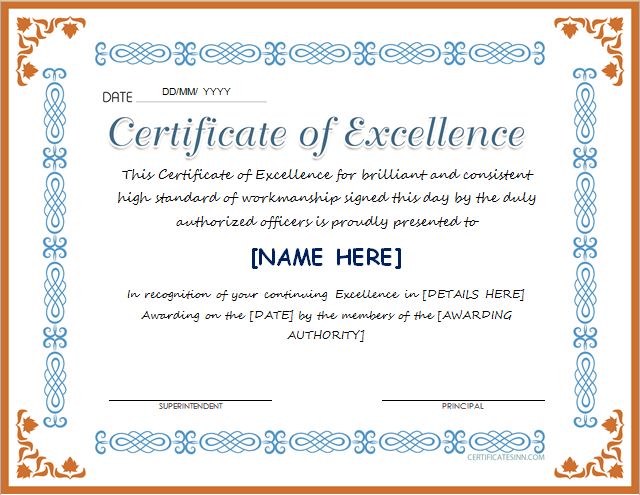 DATE DD/MM/ YYYY
Certificate of Excellence
This Certificate of Excellence for brilliant and consistent
high standard of workmanship signed this day by the duly
authorized officers is proudly presented to
[NAME HERE]
In recognition of your continuing Excellence in [DETAILS HERE]
Awarding on the [DATE] by the members of the [AWARDING
AUTHORITY]
SUPERINTENDENT PRINCIPAL
CERTIFICATESINN.COM